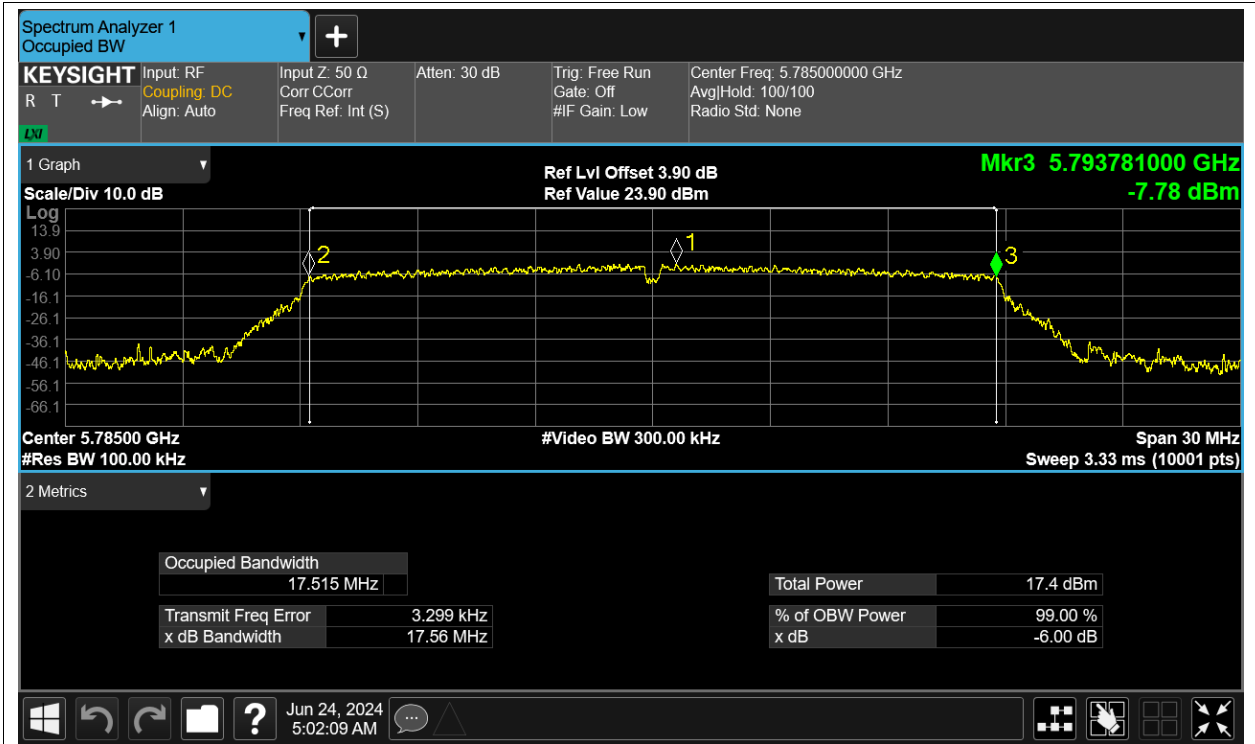 Spectrum Analyzer 1
Occupied BW
KEYSIGHT
R T
LXI
Input: RF
Coupling: DC
Align: Auto
Input Z: 50 Ω
Corr CCorr
Freq Ref: Int (S)
Atten: 30 dB
Trig: Free Run
Gate: Off
#IF Gain: Low
Center Freq: 5.785000000 GHz
Avg|Hold: 100/100
Radio Std: None
1 Graph
Scale/Div 10.0 dB
Ref Lvl Offset 3.90 dB
Ref Value 23.90 dBm
Mkr3 5.793781000 GHz
-7.78 dBm
Log
13.9
3.90
-6.10
-16.1
-26.1
-36.1
-46.1
-56.1
-66.1
2
1
3
Center 5.78500 GHz
#Res BW 100.00 kHz
#Video BW 300.00 kHz
Span 30 MHz
Sweep 3.33 ms (10001 pts)
2 Metrics
Occupied Bandwidth
17.515 MHz
Transmit Freq Error 3.299 kHz
x dB Bandwidth 17.56 MHz
Total Power 17.4 dBm
% of OBW Power 99.00 %
x dB -6.00 dB
Jun 24, 2024
5:02:09 AM